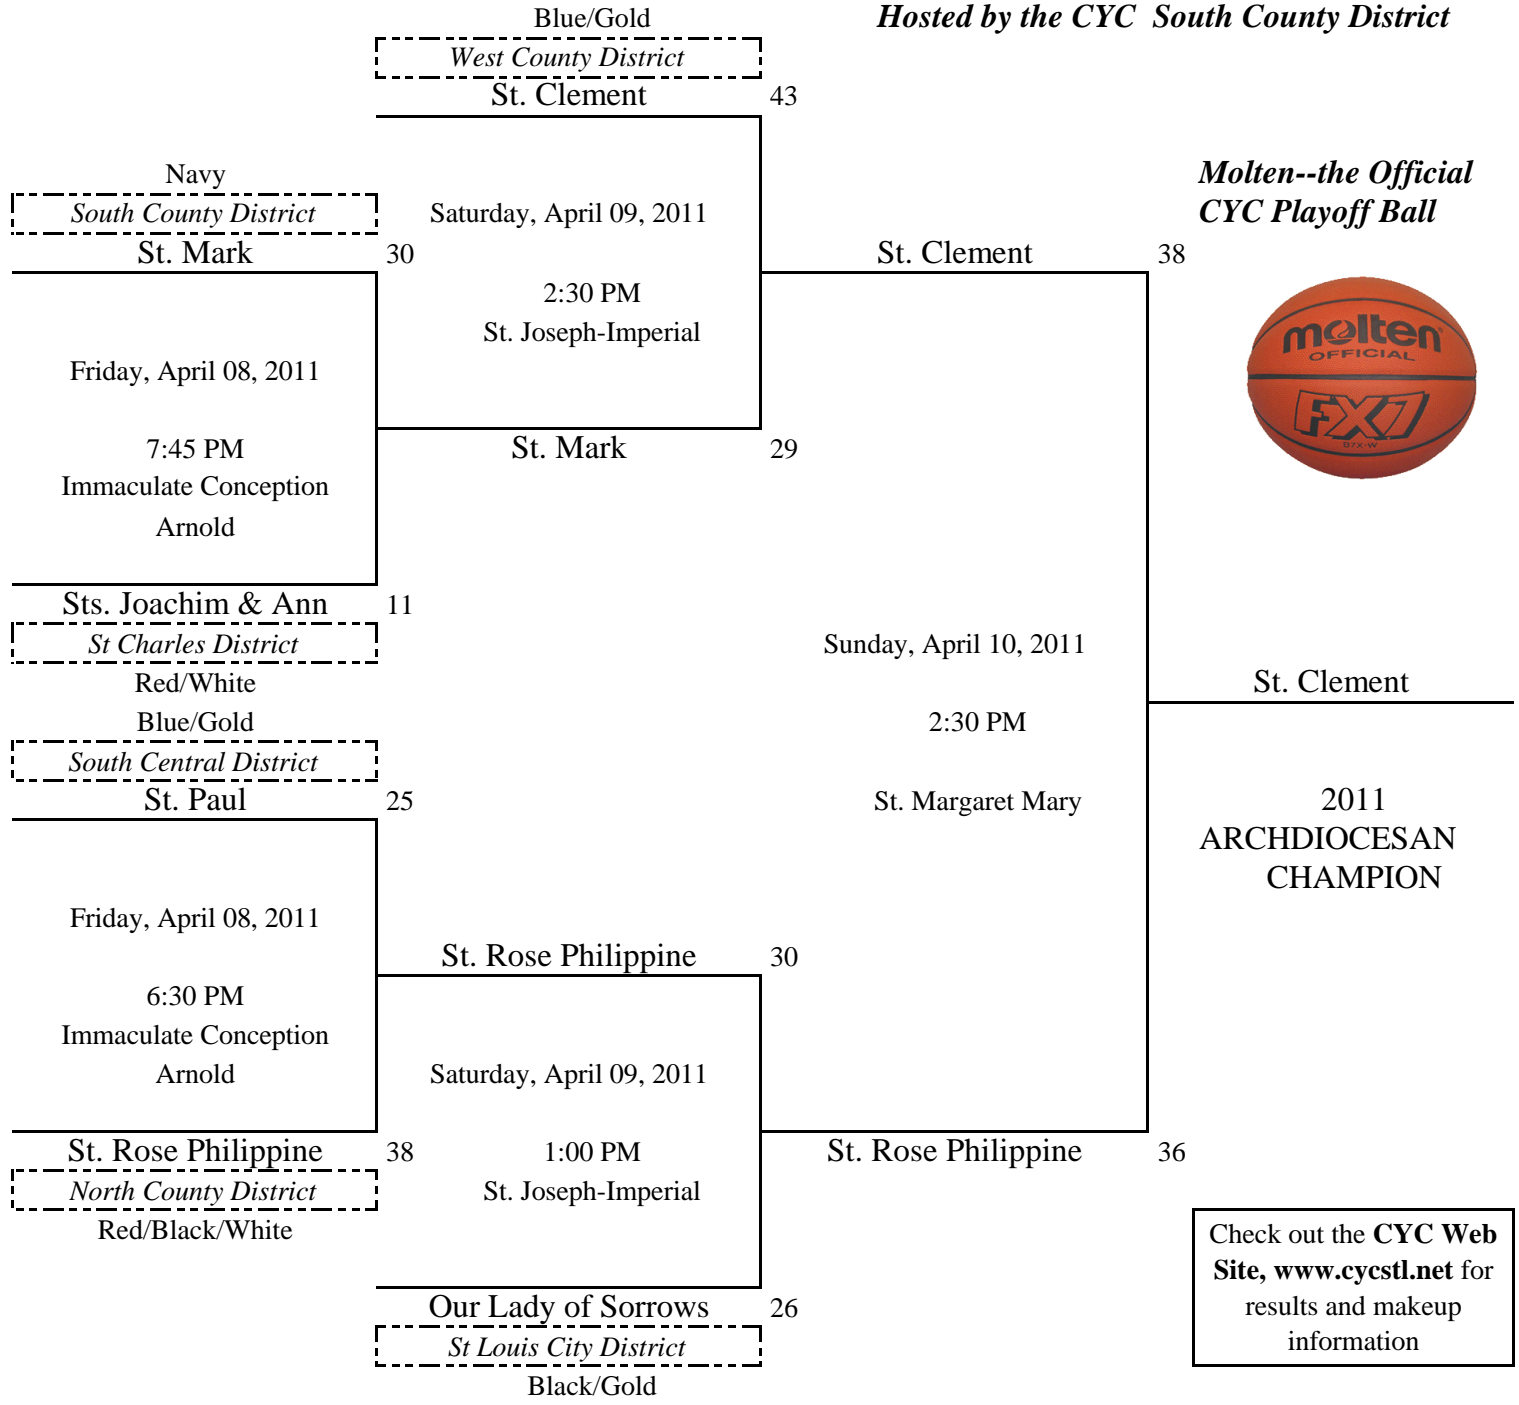 Blue/Gold
Hosted by the CYC South County District
West County District
St. Clement 43
Navy
South County District
St. Mark 30
Saturday, April 09, 2011
2:30 PM
St. Joseph-Imperial
Molten--the Official
CYC Playoff Ball
St. Clement 38
molten
OFFICIAL
FX7
B7X-W
Friday, April 08, 2011
7:45 PM
Immaculate Conception
Arnold
St. Mark 29
Sts. Joachim & Ann 11
St Charles District
Red/White
Blue/Gold
South Central District
St. Paul 25
Sunday, April 10, 2011
2:30 PM
St. Margaret Mary
St. Clement
2011
ARCHDIOCESAN
CHAMPION
Friday, April 08, 2011
6:30 PM
Immaculate Conception
Arnold
St. Rose Philippine 30
Saturday, April 09, 2011
1:00 PM
St. Joseph-Imperial
St. Rose Philippine 38
North County District
Red/Black/White
St. Rose Philippine 36
Our Lady of Sorrows 26
St Louis City District
Black/Gold
Check out the CYC Web
Site, www.cycstl.net for
results and makeup
information